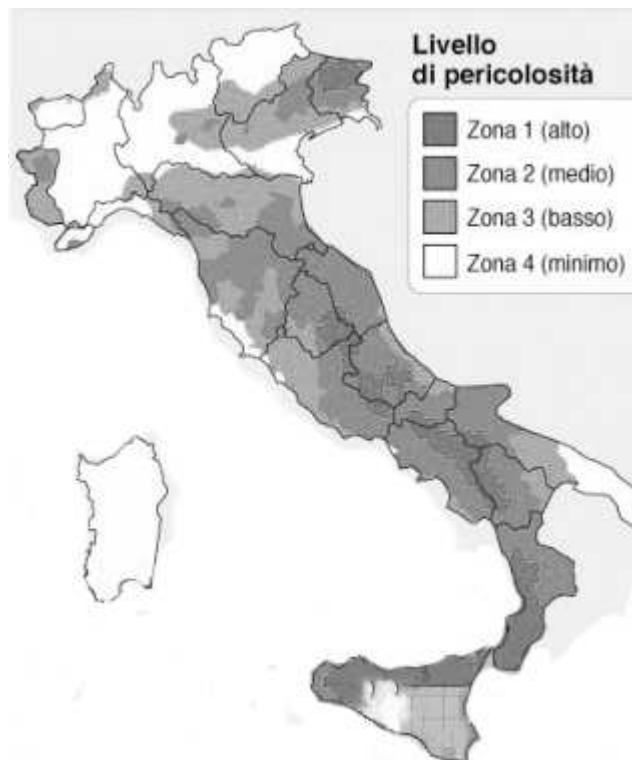 Livello
di pericolosità
Zona 1 (alto)
Zona 2 (medio)
Zona 3 (basso)
Zona 4 (minimo)